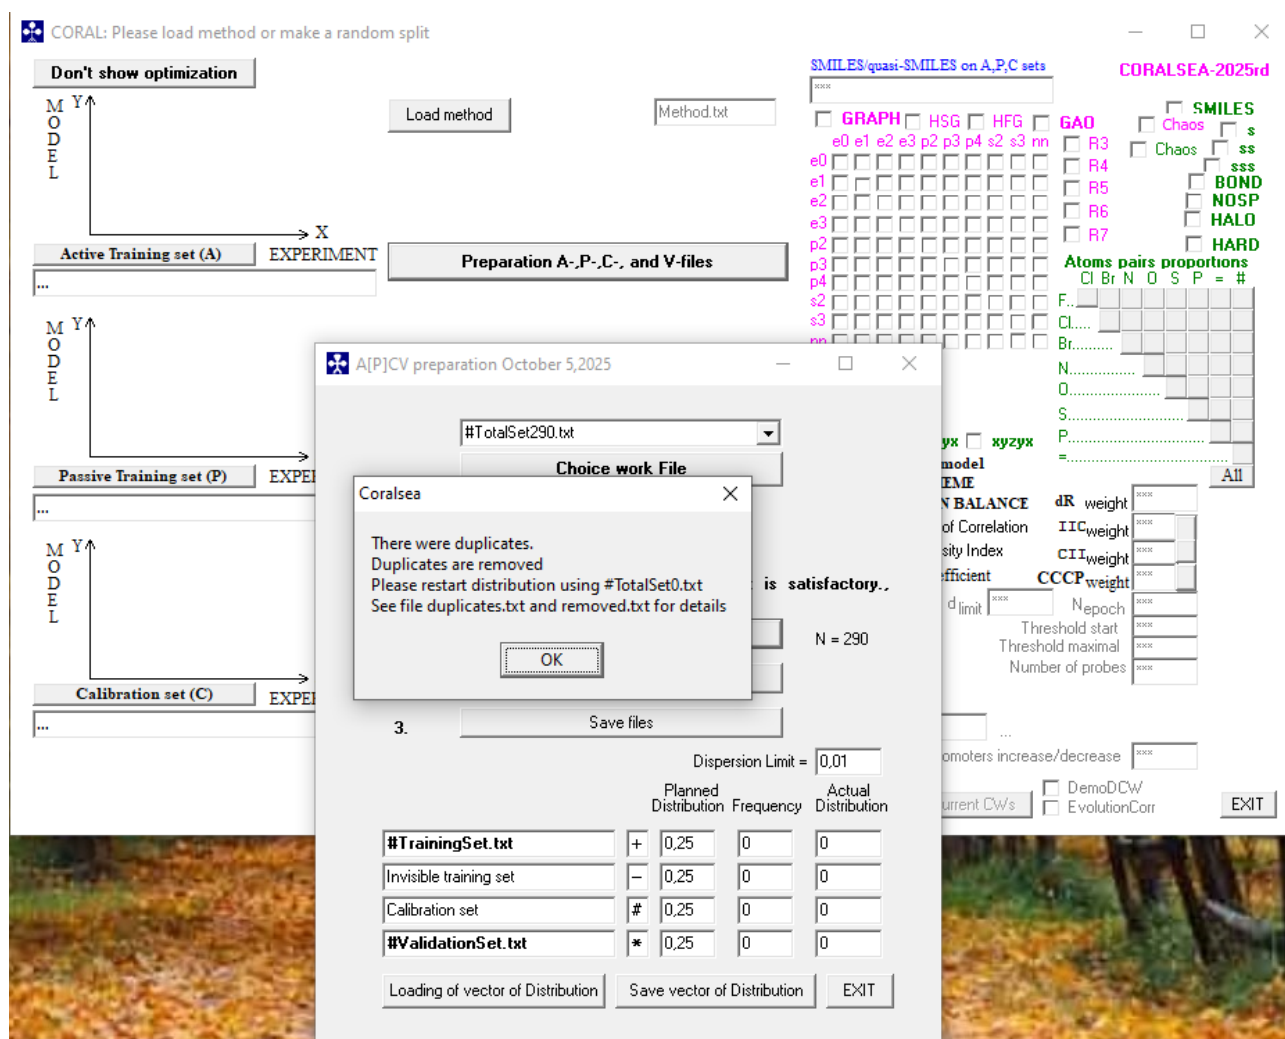 CORAL: Please load method or make a random split
Don't show optimization
SMILES/quasi-SMILES on A,P,C sets
CORALSEA-2025rd
***
MODEL
Y
Load method
Method.txt
GRAPH HSG HFG GAO
SMILES
Chaos s
Chaos ss
sss
BOND
NOSP
HALO
HARD
e0 e1 e2 e3 p2 p3 p4 s2 s3 nn
e0
e1
e2
e3
p2
p3
p4
s2
s3
nn
R3
R4
R5
R6
R7
X
Active Training set (A)
EXPERIMENT
...
Preparation A-,P-,C-, and V-files
Atoms pairs proportions
Cl Br N O S P = #
F...
Cl.....
Br.........
N...............
O.....................
S...........................
P.................................
=.......................................
All
MODEL
Y
Passive Training set (P)
EXPE
...
MODEL
Y
Calibration set (C)
EXPE
...
yx xyzyx
model
EME
N BALANCE
of Correlation
sity Index
efficient
dR weight ***
IICweight ***
CIIweight ***
CCCPweight ***
dlimit ***
Nepoch ***
Threshold start ***
Threshold maximal ***
Number of probes ***
...
omoters increase/decrease ***
urrent CWs
DemoDCW
EvolutionCorr
EXIT
A[P]CV preparation October 5,2025
#TotalSet290.txt
Choice work File
Coralsea
There were duplicates.
Duplicates are removed
Please restart distribution using #TotalSet0.txt
See file duplicates.txt and removed.txt for details
OK
is satisfactory.,
N = 290
3.
Save files
Dispersion Limit = 0,01
Planned Distribution Frequency Actual Distribution
#TrainingSet.txt + 0,25 0 0
Invisible training set − 0,25 0 0
Calibration set # 0,25 0 0
#ValidationSet.txt * 0,25 0 0
Loading of vector of Distribution
Save vector of Distribution
EXIT